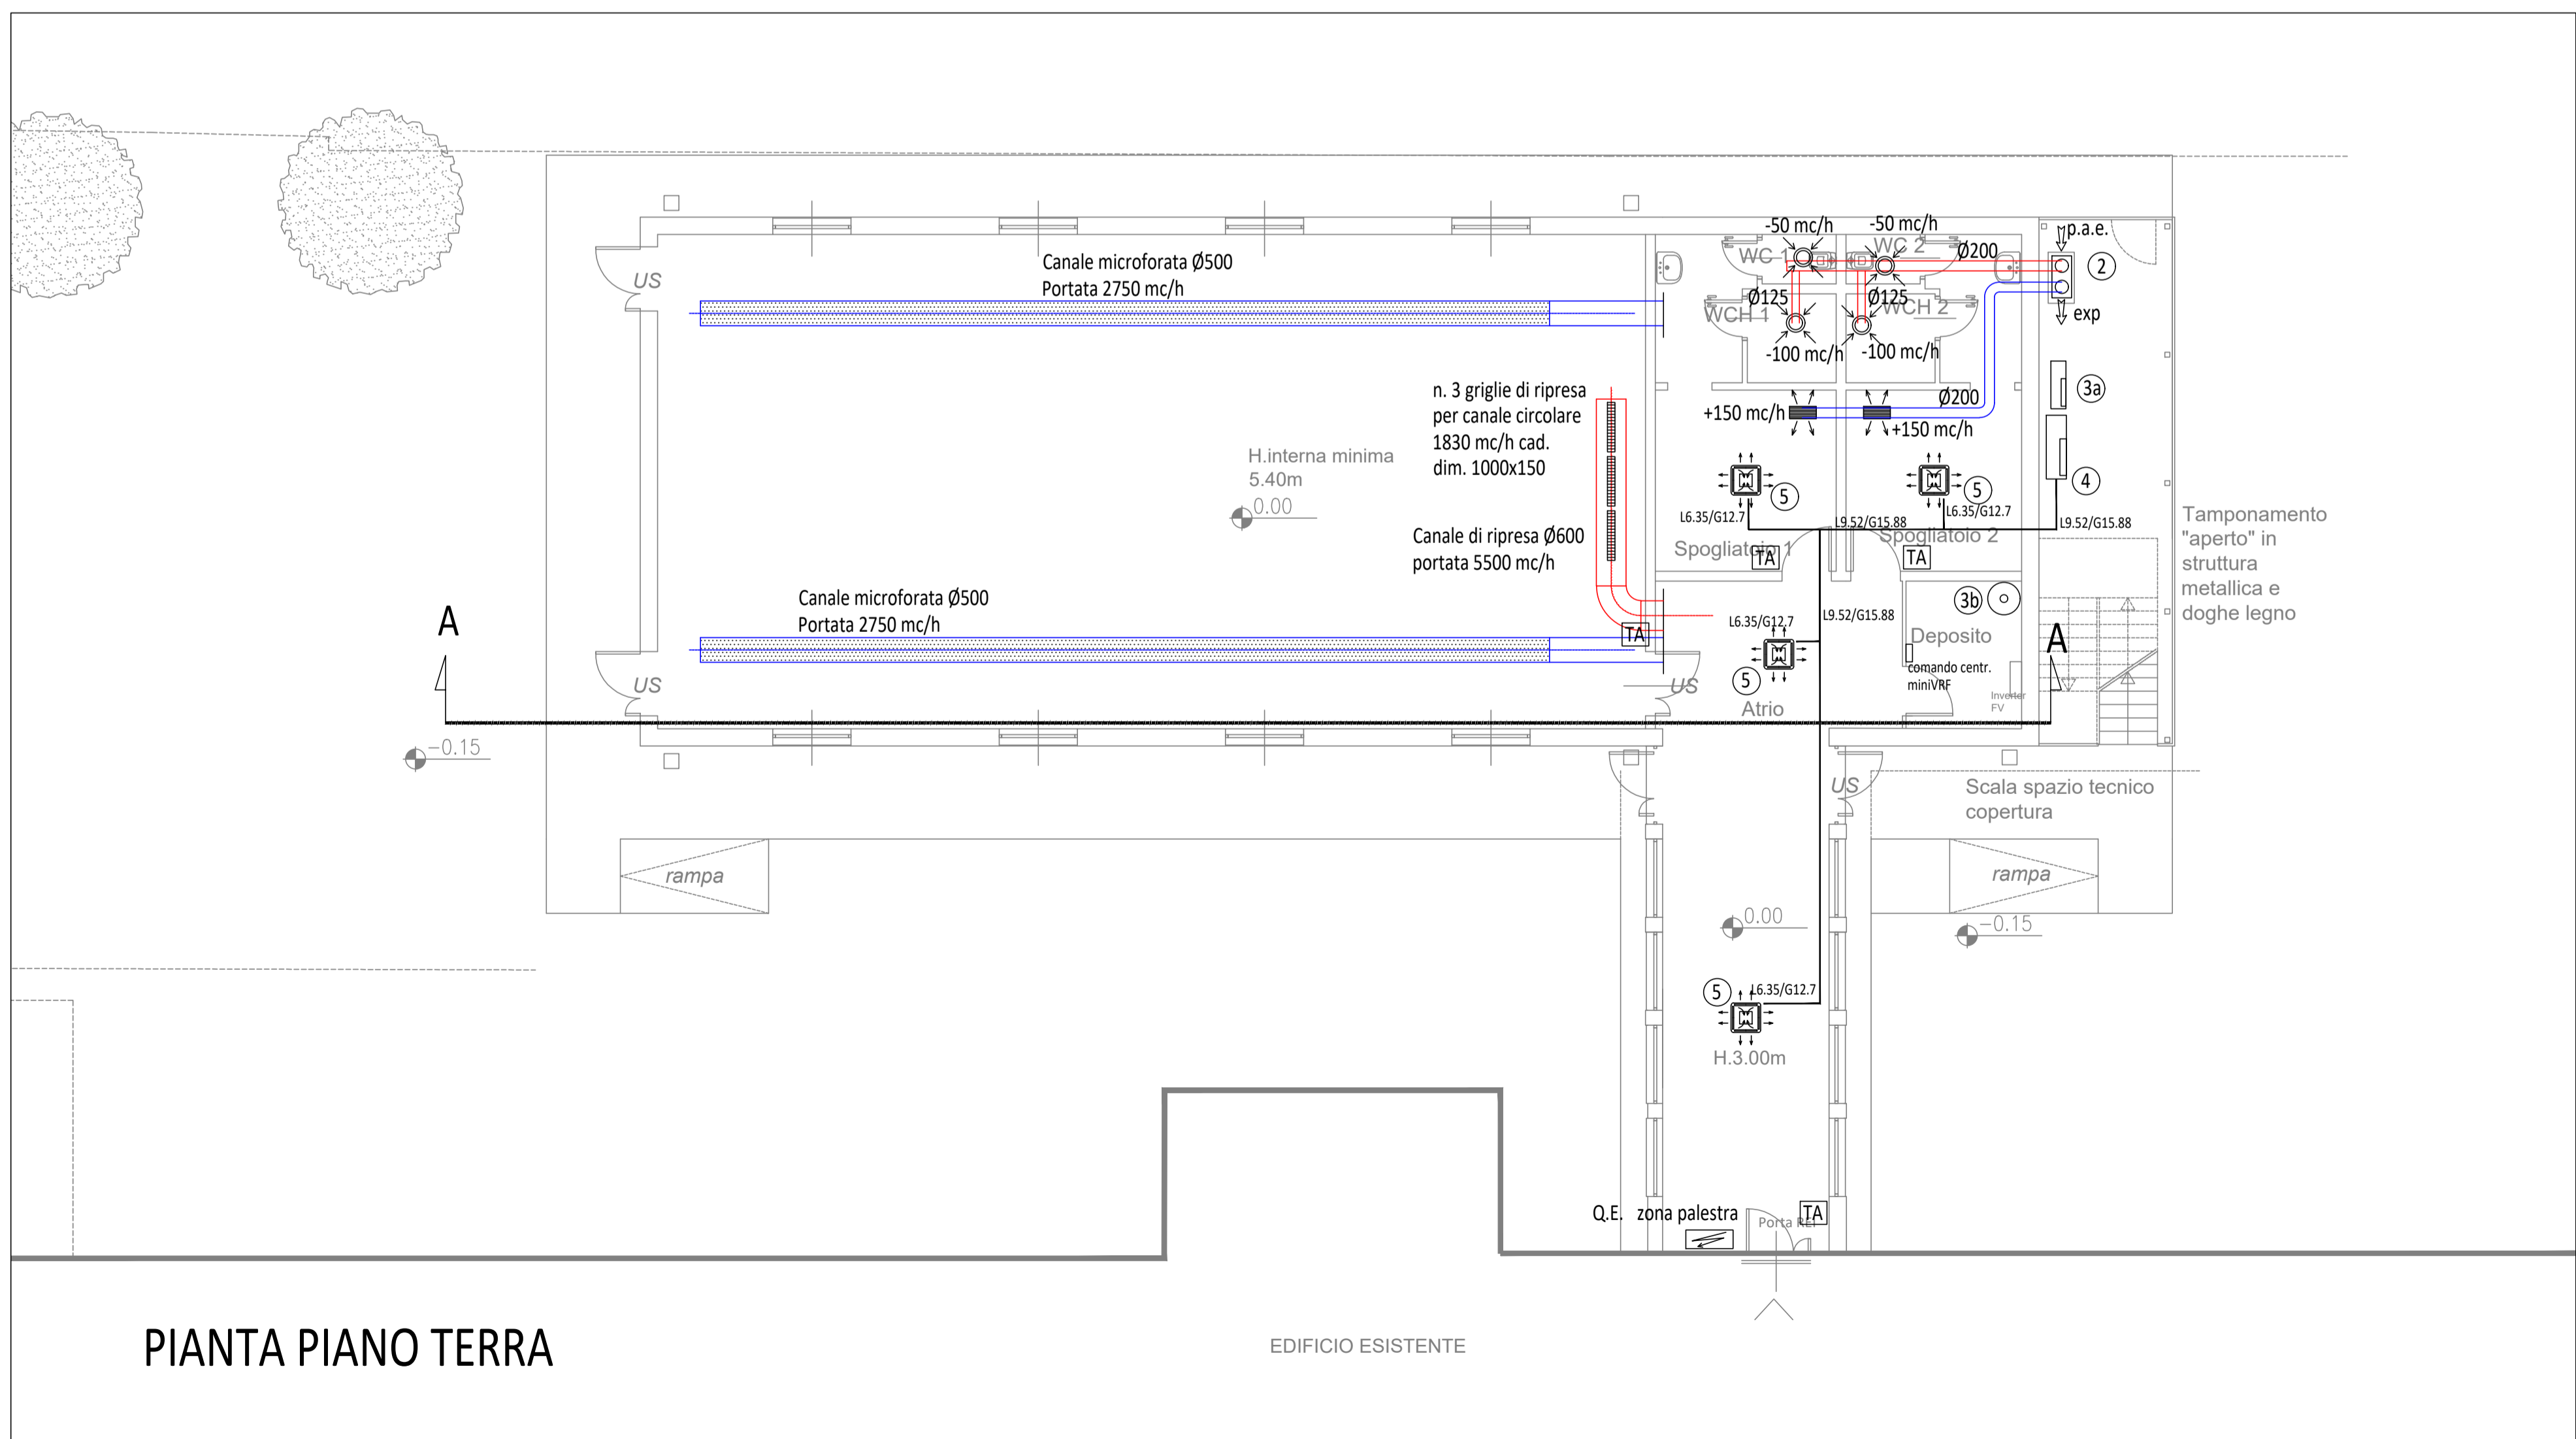 -50 mc/h
-50 mc/h
p.a.e.
WC 1
WC 2
Ø200
2
Canale microforata Ø500
Portata 2750 mc/h
US
Ø125
Ø125
WCH 1
WCH 2
exp
-100 mc/h
-100 mc/h
3a
n. 3 griglie di ripresa
per canale circolare
1830 mc/h cad.
dim. 1000x150
+150 mc/h
Ø200
+150 mc/h
H.interna minima
5.40m
0.00
4
5
5
L6.35/G12.7
L9.52/G15.88
L6.35/G12.7
L9.52/G15.88
Tamponamento
"aperto" in
struttura
metallica e
doghe legno
Canale di ripresa Ø600
portata 5500 mc/h
Spogliatoio 1
Spogliatoio 2
TA
TA
Canale microforata Ø500
Portata 2750 mc/h
3b
L6.35/G12.7
L9.52/G15.88
TA
Deposito
A
A
comando centr.
miniVRF
US
5
US
Inverter
FV
Atrio
-0.15
US
Scala spazio tecnico
copertura
rampa
rampa
0.00
-0.15
5
L6.35/G12.7
H.3.00m
Q.E. zona palestra
Porta REI
TA
PIANTA PIANO TERRA
EDIFICIO ESISTENTE